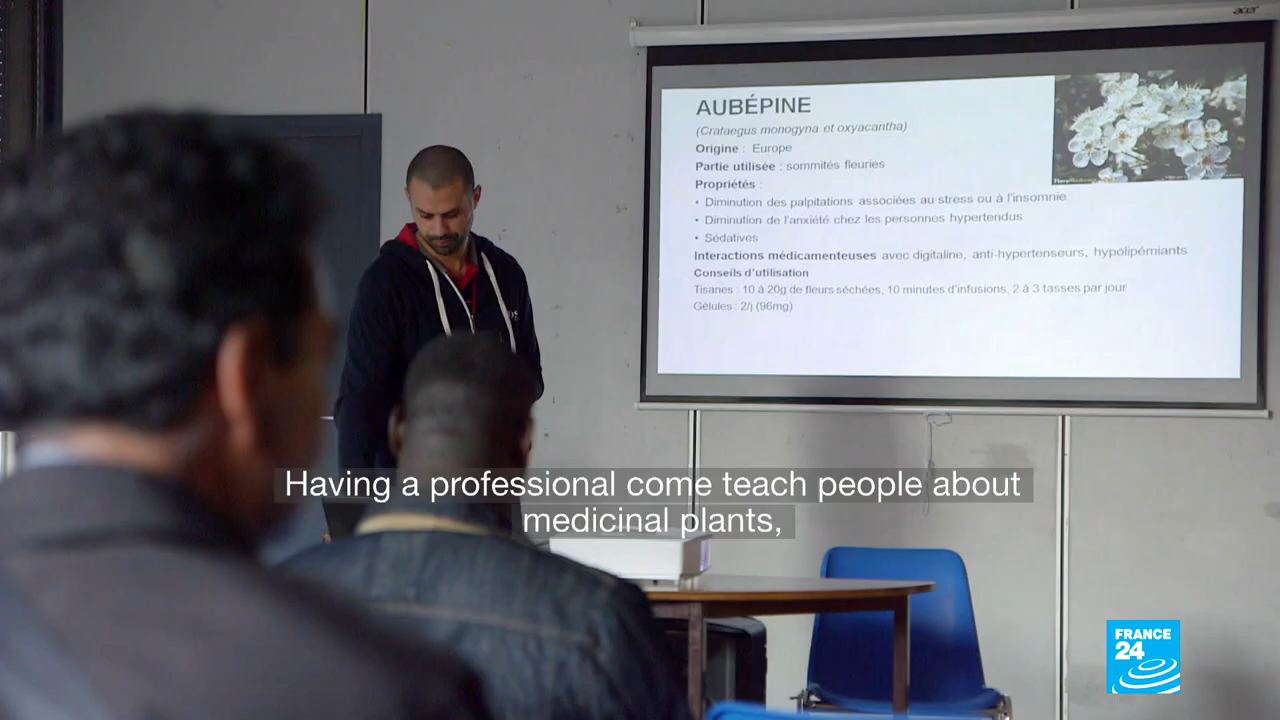 acer
AUBÉPINE
(Crataegus monogyna et oxyacantha)
Origine : Europe
Partie utilisée : sommités fleuries
Propriétés :
• Diminution des palpitations associées au stress ou à l'insomnie
• Diminution de l'anxiété chez les personnes hypertendus
• Sédatives
Interactions médicamenteuses avec digitaline, anti-hypertenseurs, hypolipémiants
Conseils d'utilisation
Tisanes : 10 à 20g de fleurs séchées, 10 minutes d'infusions, 2 à 3 tasses par jour
Gélules : 2/j (96mg)
Having a professional come teach people about
medicinal plants,
FRANCE
24